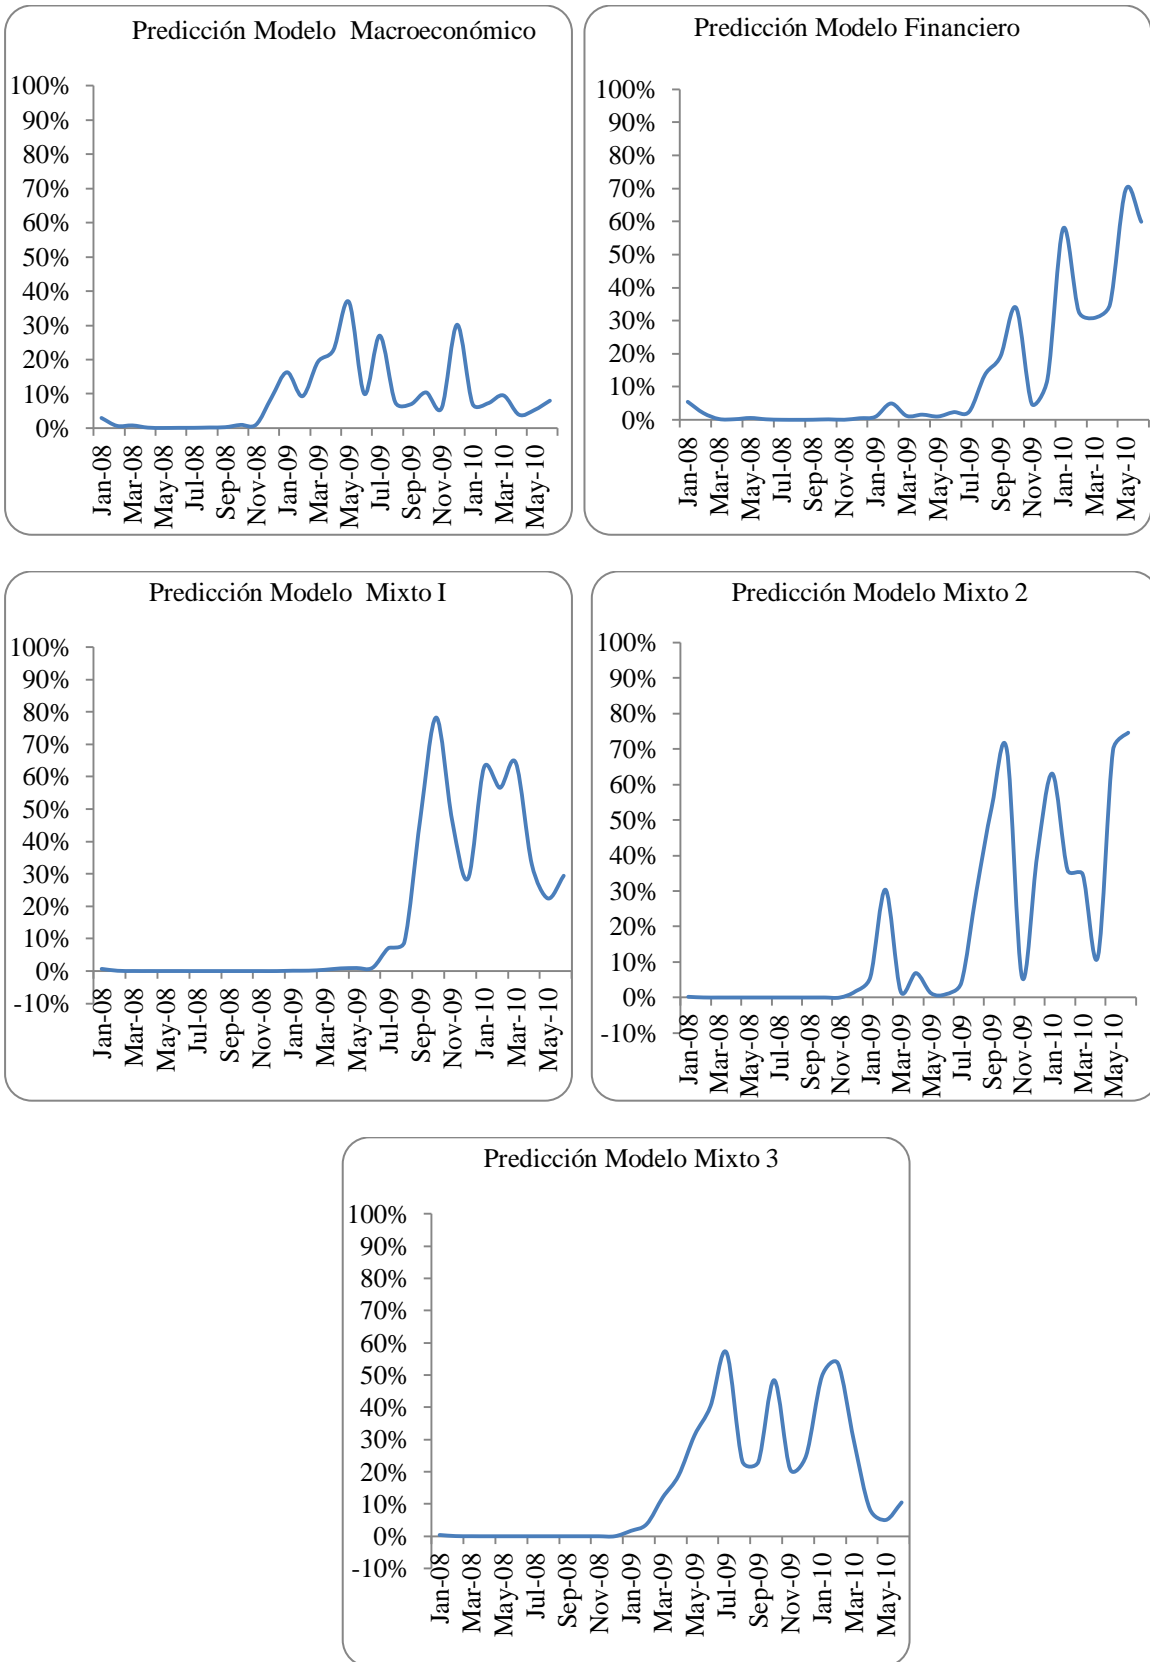 Predicción Modelo  Macroeconómico
100%
90%
80%
70%
60%
50%
40%
30%
20%
10%
0%
Jan-08
Mar-08
May-08
Jul-08
Sep-08
Nov-08
Jan-09
Mar-09
May-09
Jul-09
Sep-09
Nov-09
Jan-10
Mar-10
May-10
Predicción Modelo Financiero
100%
90%
80%
70%
60%
50%
40%
30%
20%
10%
0%
Jan-08
Mar-08
May-08
Jul-08
Sep-08
Nov-08
Jan-09
Mar-09
May-09
Jul-09
Sep-09
Nov-09
Jan-10
Mar-10
May-10
Predicción Modelo  Mixto I
100%
90%
80%
70%
60%
50%
40%
30%
20%
10%
0%
-10%
Jan-08
Mar-08
May-08
Jul-08
Sep-08
Nov-08
Jan-09
Mar-09
May-09
Jul-09
Sep-09
Nov-09
Jan-10
Mar-10
May-10
Predicción Modelo Mixto 2
100%
90%
80%
70%
60%
50%
40%
30%
20%
10%
0%
-10%
Jan-08
Mar-08
May-08
Jul-08
Sep-08
Nov-08
Jan-09
Mar-09
May-09
Jul-09
Sep-09
Nov-09
Jan-10
Mar-10
May-10
Predicción Modelo Mixto 3
100%
90%
80%
70%
60%
50%
40%
30%
20%
10%
0%
-10%
Jan-08
Mar-08
May-08
Jul-08
Sep-08
Nov-08
Jan-09
Mar-09
May-09
Jul-09
Sep-09
Nov-09
Jan-10
Mar-10
May-10